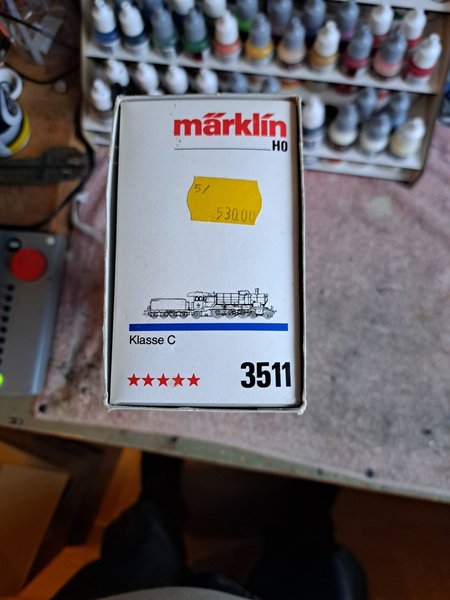 märklin
H0
5/
530.00
Klasse C
3511